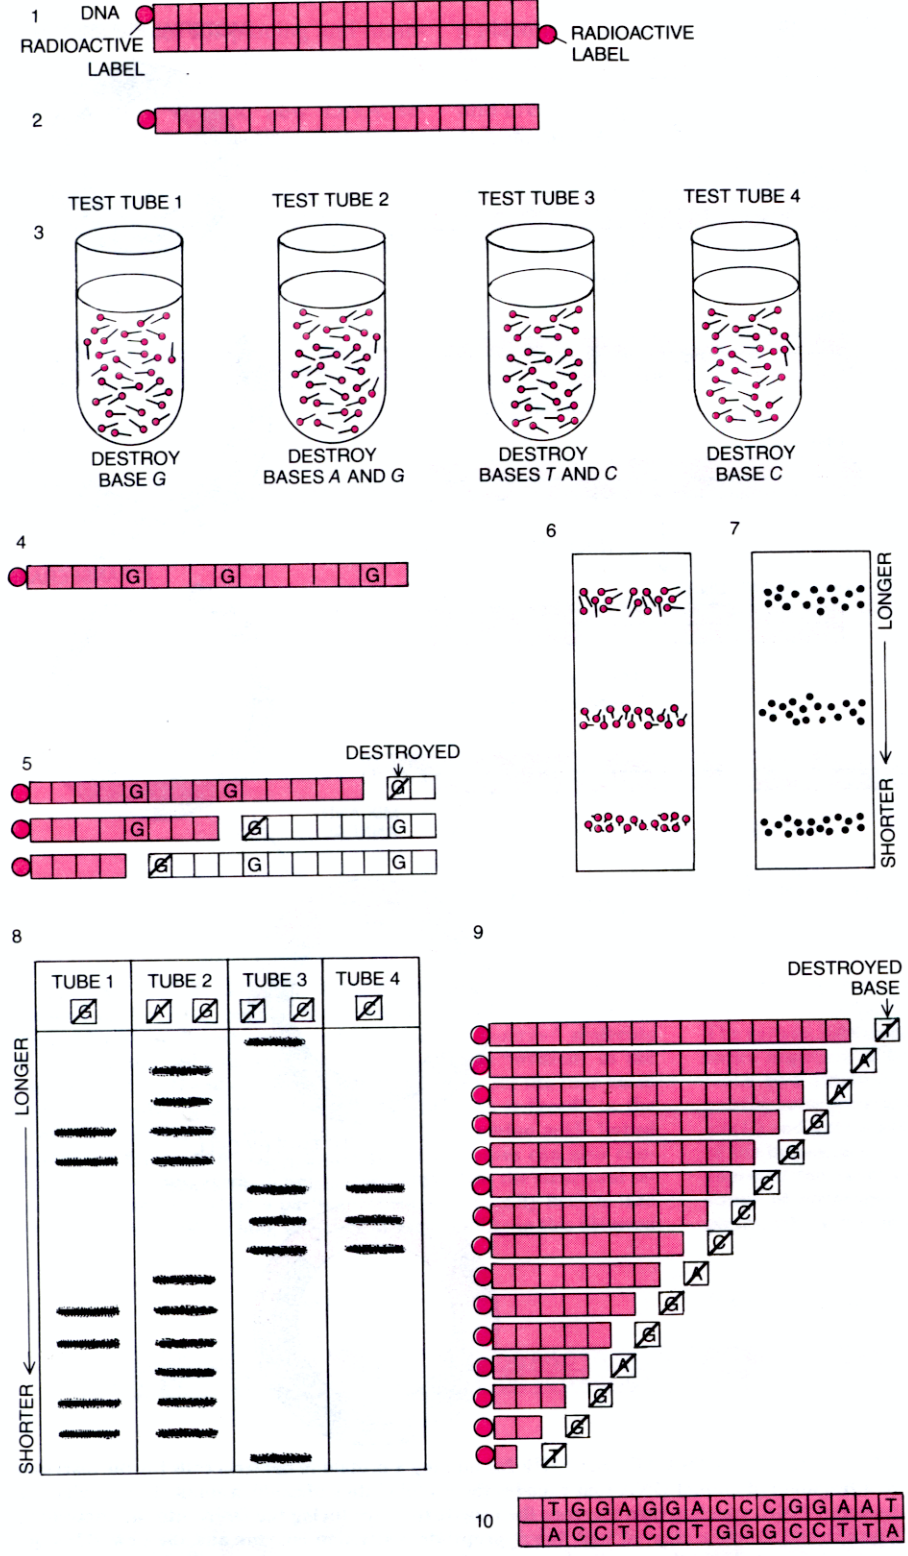 1
DNA
RADIOACTIVE
LABEL
RADIOACTIVE
LABEL
2
TEST TUBE 1
TEST TUBE 2
TEST TUBE 3
TEST TUBE 4
3
DESTROY
BASE G
DESTROY
BASES A AND G
DESTROY
BASES T AND C
DESTROY
BASE C
4
G G G
5
DESTROYED
G G G
G G G
G G G
6
7
LONGER
SHORTER
8
TUBE 1
TUBE 2
TUBE 3
TUBE 4
G
A G
T C
C
LONGER
SHORTER
9
DESTROYED
BASE
T
A
A
G
G
C
C
C
A
G
G
A
G
G
T
10
T G G A G G A C C C G G A A T
A C C T C C T G G G C C T T A